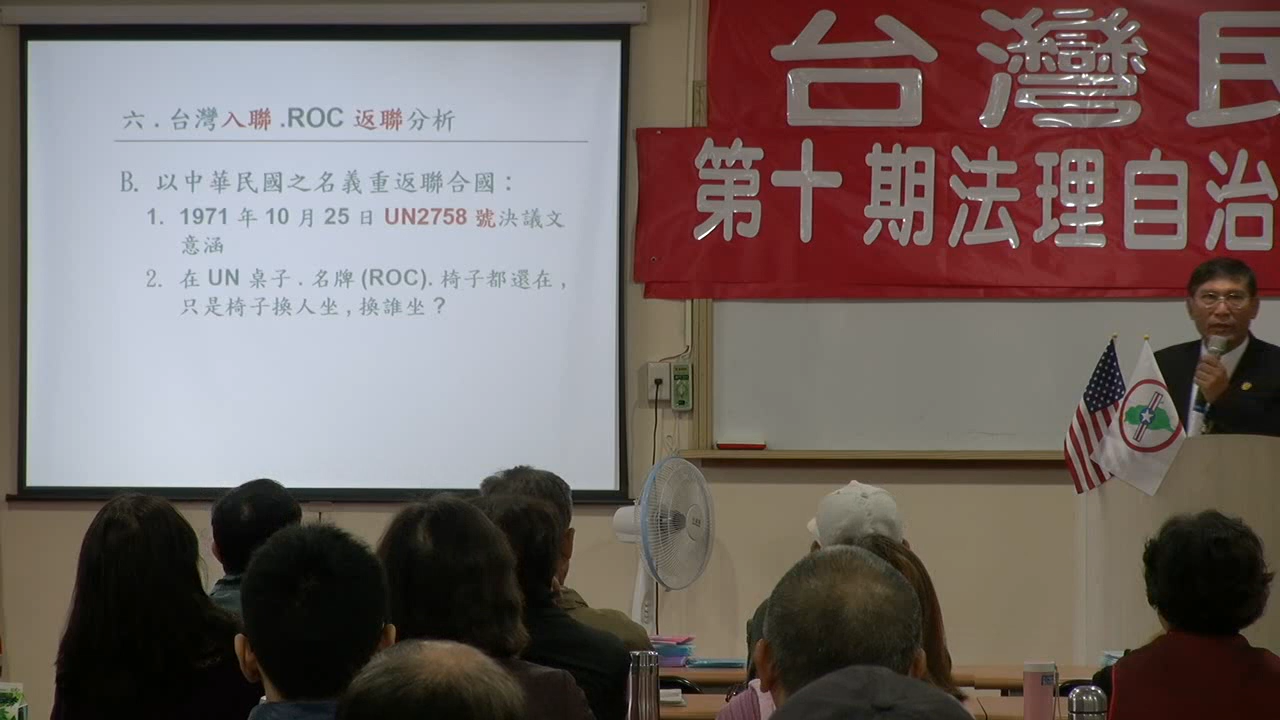 六．台灣入聯 .ROC 返聯分析
B. 以中華民國之名義重返聯合國：
1. 1971 年 10 月 25 日 UN2758 號決議文
意涵
2. 在 UN 桌子．名牌 (ROC). 椅子都還在，
只是椅子換人坐，換誰坐？
台灣民
第十期法理自治